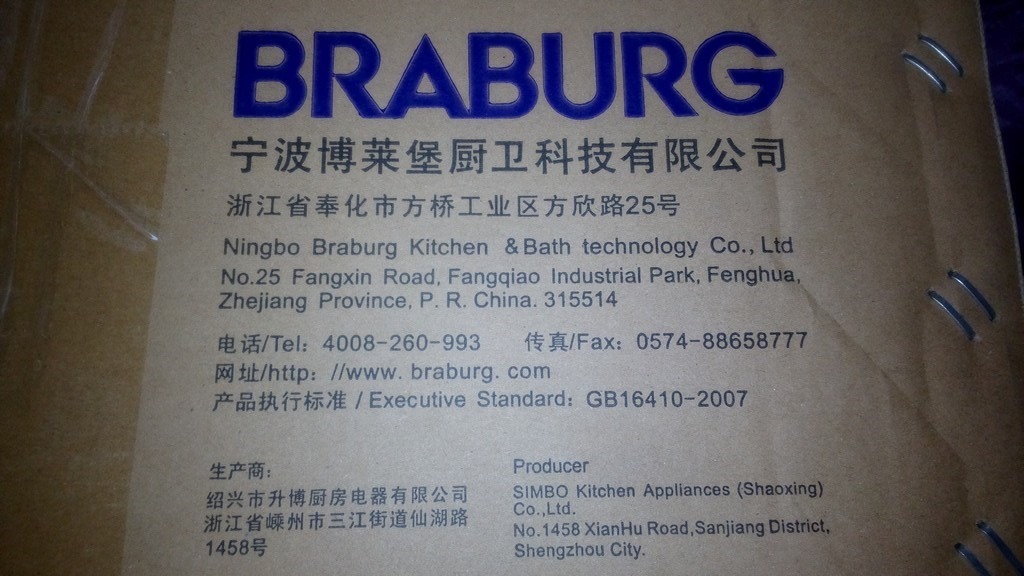 BRABURG
宁波博莱堡厨卫科技有限公司
浙江省奉化市方桥工业区方欣路25号
Ningbo Braburg Kitchen & Bath technology Co., Ltd
No.25 Fangxin Road, Fangqiao Industrial Park, Fenghua,
Zhejiang Province, P. R. China. 315514
电话/Tel: 4008-260-993 传真/Fax: 0574-88658777
网址/http: //www. braburg. com
产品执行标准 / Executive Standard: GB16410-2007
生产商:
绍兴市升博厨房电器有限公司
浙江省嵊州市三江街道仙湖路
1458号
Producer
SIMBO Kitchen Appliances (Shaoxing)
Co.,Ltd.
No.1458 XianHu Road,Sanjiang District,
Shengzhou City.